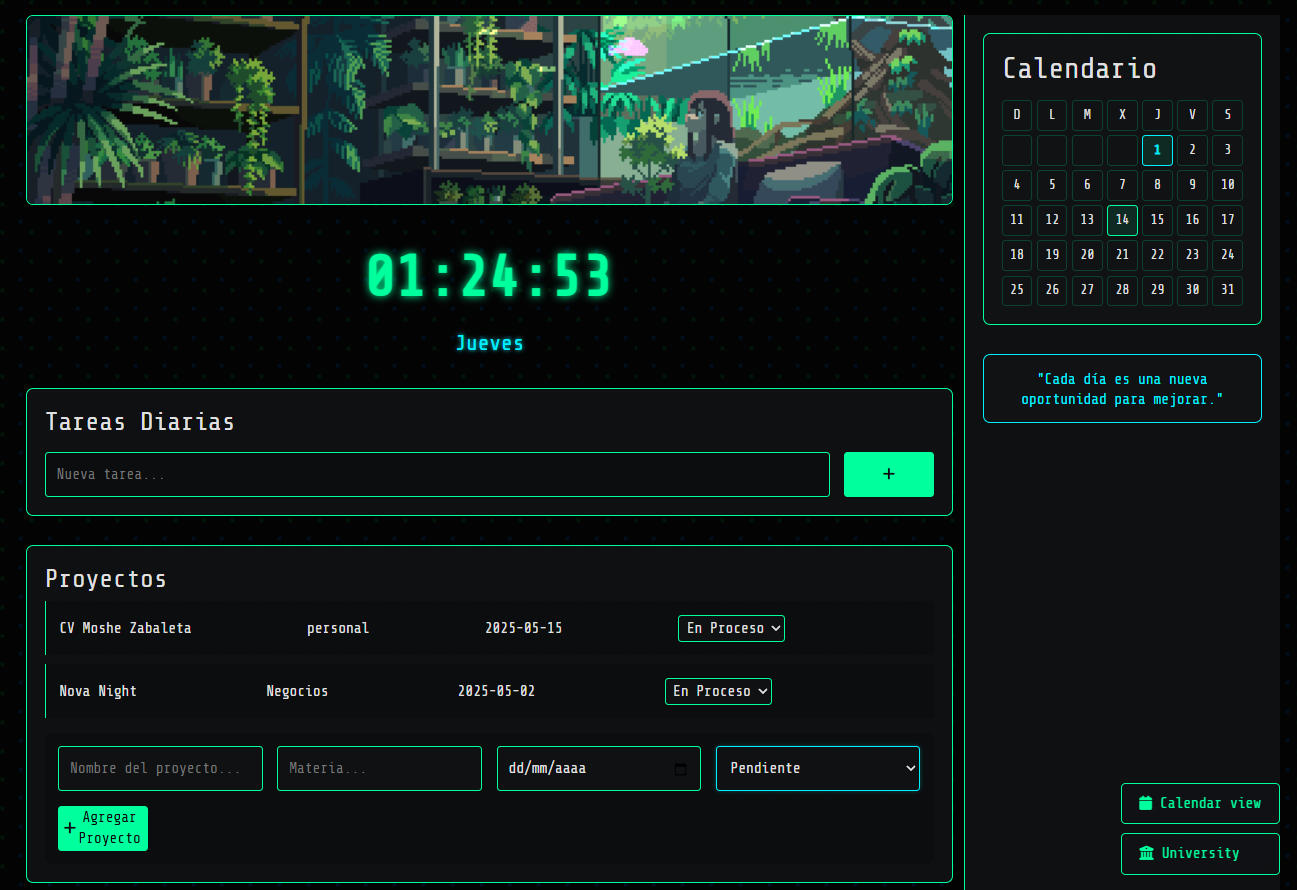 01:24:53
Jueves
Tareas Diarias
Nueva tarea...
+
Proyectos
CV Moshe Zabaleta personal 2025-05-15 En Proceso
Nova Night Negocios 2025-05-02 En Proceso
Nombre del proyecto... Materia... dd/mm/aaaa Pendiente
+ Agregar
Proyecto
Calendario
D L M X J V S
1 2 3
4 5 6 7 8 9 10
11 12 13 14 15 16 17
18 19 20 21 22 23 24
25 26 27 28 29 30 31
"Cada día es una nueva
oportunidad para mejorar."
Calendar view
University